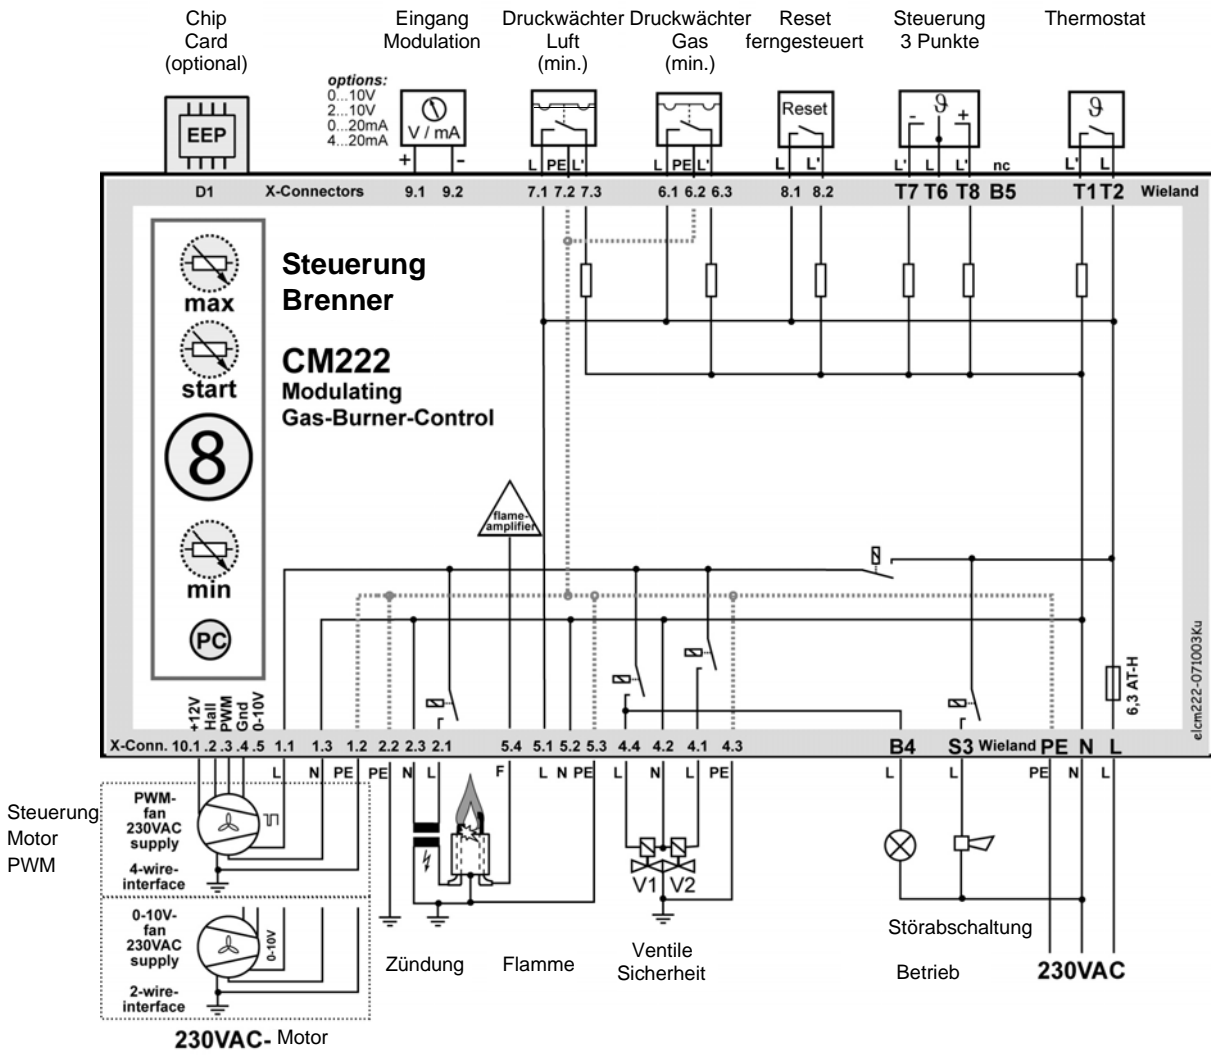 Chip
Card
(optional)
Eingang
Modulation
Druckwächter
Luft
(min.)
Druckwächter
Gas
(min.)
Reset
ferngesteuert
Steuerung
3 Punkte
Thermostat
options:
0...10V
2...10V
0...20mA
4...20mA
EEP
V / mA
+ -
Reset
ϑ
- +
ϑ
L PE L'
L PE L'
L L'
L' L L' nc
L' L
D1 X-Connectors 9.1 9.2 7.1 7.2 7.3 6.1 6.2 6.3 8.1 8.2 T7 T6 T8 B5 T1 T2 Wieland
max
start
8
min
PC
Steuerung
Brenner
CM222
Modulating
Gas-Burner-Control
flame-
amplifier
6,3 AT-H
elcm222-071003Ku
+12V
Hall
PWM
Gnd
0-10V
X-Conn. 10.1 .2 .3 .4 .5 1.1 1.3 1.2 2.2 2.3 2.1 5.4 5.1 5.2 5.3 4.4 4.2 4.1 4.3 B4 S3 Wieland PE N L
L N PE PE N L F L N PE L N L PE L L PE N L
Steuerung
Motor
PWM
PWM-
fan
230VAC
supply
4-wire-
interface
0-10V-
fan
230VAC
supply
2-wire-
interface
0-10V
230VAC- Motor
Zündung
Flamme
V1 V2
Ventile
Sicherheit
Störabschaltung
Betrieb
230VAC